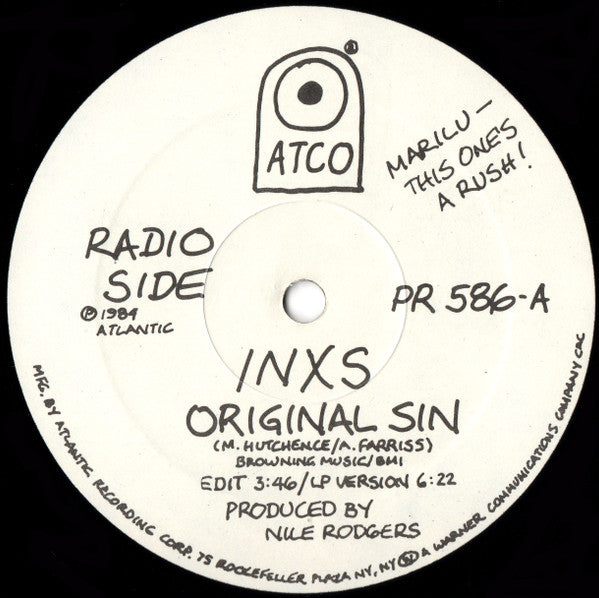 ®
ATCO
MARILU —
THIS ONE'S
A RUSH!
RADIO
SIDE
℗ 1984
ATLANTIC
PR 586-A
INXS
ORIGINAL SIN
(M. HUTCHENCE/A. FARRISS)
BROWNING MUSIC/BMI
EDIT 3:46/LP VERSION 6:22
PRODUCED BY
NILE RODGERS
MFG. BY ATLANTIC RECORDING CORP. 75 ROCKEFELLER PLAZA NY, NY A WARNER COMMUNICATIONS COMPANY